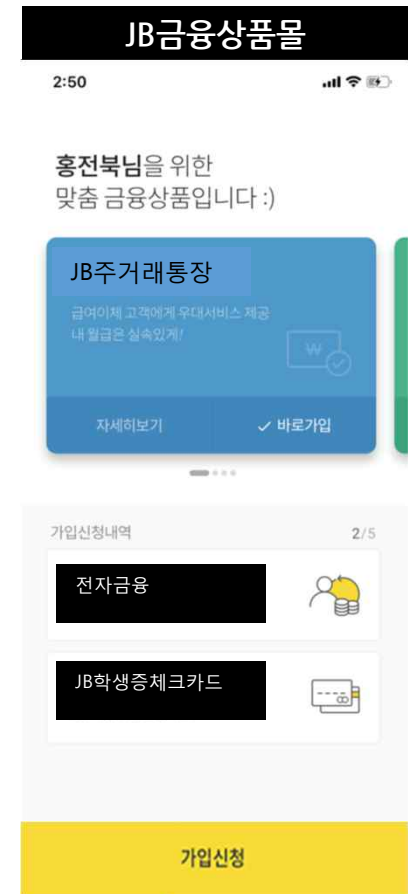 JB금융상품몰
2:50
홍전북님을 위한
맞춤 금융상품입니다 :)
JB주거래통장
급여이체 고객에게 우대서비스 제공
내 월급은 실속있게!
₩
자세히보기 바로가입
가입신청내역 2/5
전자금융
JB학생증체크카드
가입신청